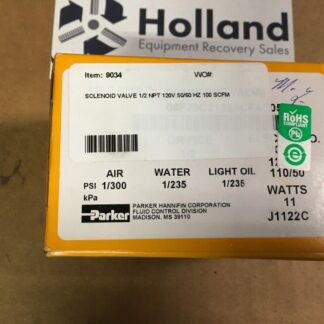 Holland
Equipment Recovery Sales
Item: 9034 WO#:
SOLENOID VALVE 1/2 NPT 120V 50/60 HZ 100 SCFM
RoHS
COMPLIANT
AIR WATER LIGHT OIL 110/50
PSI 1/300 1/235 1/235 WATTS
kPa 11
Parker PARKER HANNIFIN CORPORATION J1122C
FLUID CONTROL DIVISION
MADISON, MS 39110